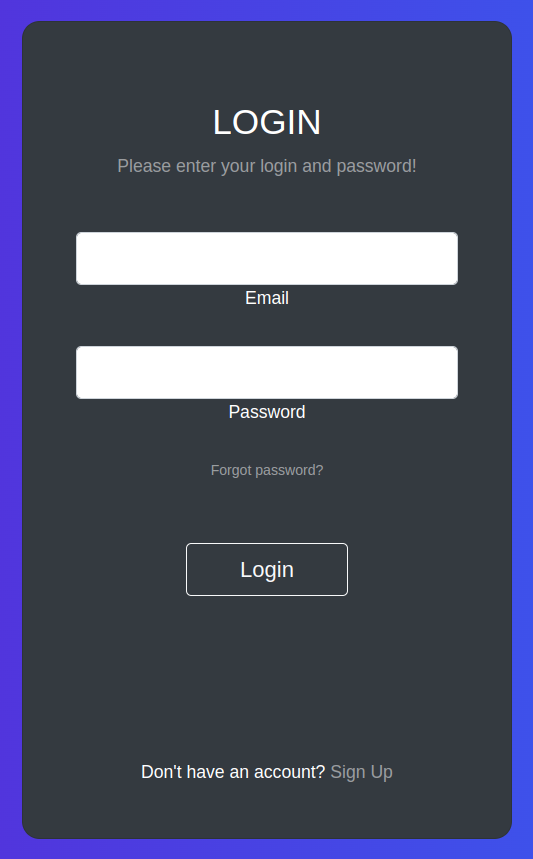 LOGIN
Please enter your login and password!
Email
Password
Forgot password?
Login
Don't have an account? Sign Up